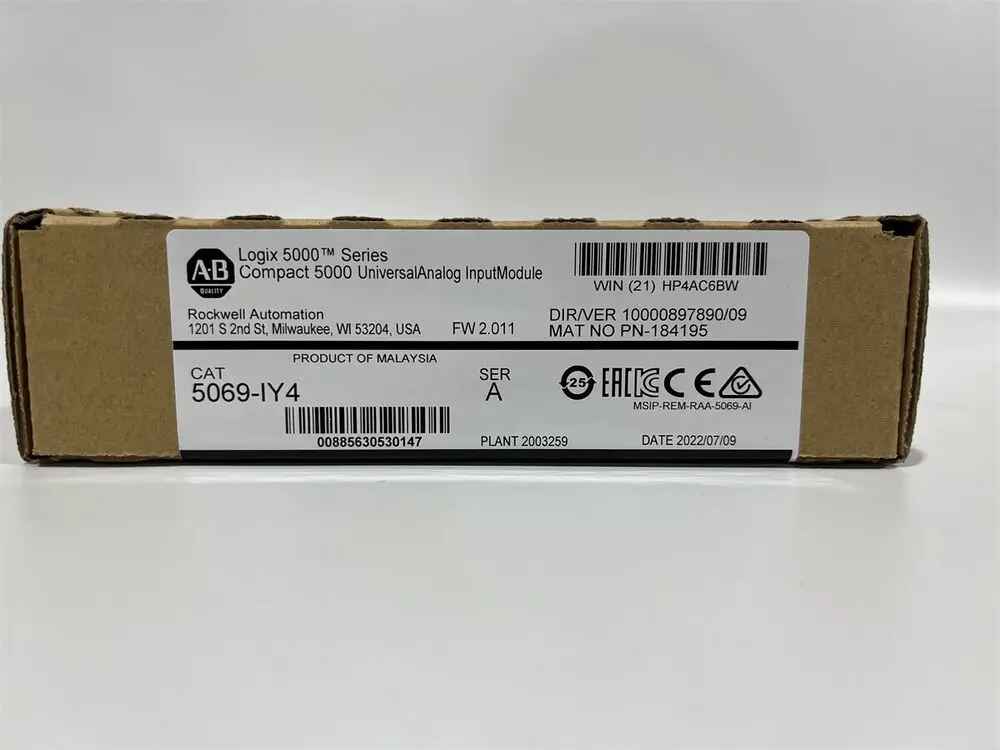 A-B
QUALITY
Logix 5000™ Series
Compact 5000 UniversalAnalog InputModule
WIN (21) HP4AC6BW
Rockwell Automation
1201 S 2nd St, Milwaukee, WI 53204, USA
FW 2.011
DIR/VER 10000897890/09
MAT NO PN-184195
PRODUCT OF MALAYSIA
CAT
5069-IY4
SER
A
25
EAC
CE
MSIP-REM-RAA-5069-AI
00885630530147
PLANT 2003259
DATE 2022/07/09